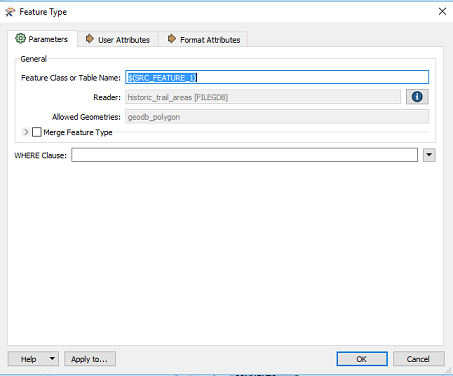 Feature Type
Parameters User Attributes Format Attributes
General
Feature Class or Table Name: $(SRC_FEATURE_1)
Reader: historic_trail_areas [FILEGDB]
Allowed Geometries: geodb_polygon
Merge Feature Type
WHERE Clause:
Help Apply to... OK Cancel